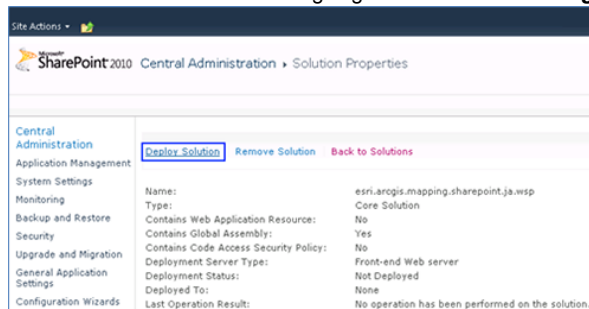 Site Actions
Microsoft
SharePoint 2010 Central Administration ▸ Solution Properties
Central Administration
Application Management
System Settings
Monitoring
Backup and Restore
Security
Upgrade and Migration
General Application Settings
Configuration Wizards
Deploy Solution Remove Solution Back to Solutions
Name: esri.arcgis.mapping.sharepoint.ja.wsp
Type: Core Solution
Contains Web Application Resource: No
Contains Global Assembly: Yes
Contains Code Access Security Policy: No
Deployment Server Type: Front-end Web server
Deployment Status: Not Deployed
Deployed To: None
Last Operation Result: No operation has been performed on the solution.